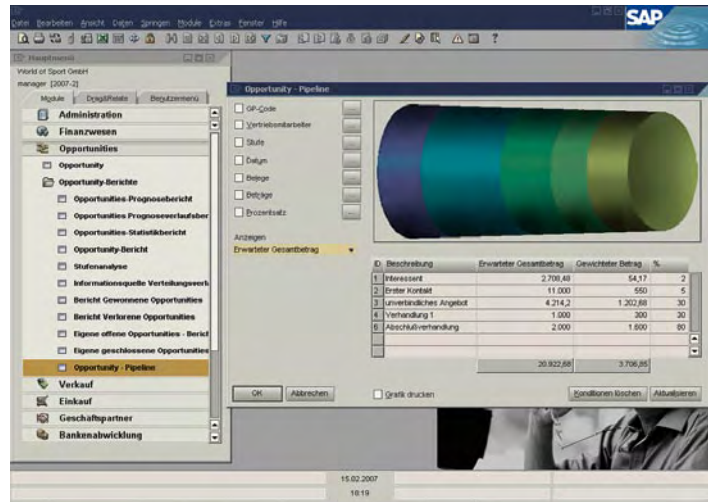 SAP
Datei Bearbeiten Ansicht Daten Springen Module Extras Fenster Hilfe
Hauptmenü
World of Sport GmbH
manager [2007-2]
Module Drag&Relate Benutzermenü
Administration
Finanzwesen
Opportunities
Opportunity
Opportunity-Berichte
Opportunities-Prognosebericht
Opportunities Prognoseverlaufsber
Opportunities-Statistikbericht
Opportunity-Bericht
Stufenanalyse
Informationsquelle Verteilungsverl
Bericht Gewonnene Opportunities
Bericht Verlorene Opportunities
Eigene offene Opportunities - Berich
Eigene geschlossene Opportunities
Opportunity - Pipeline
Verkauf
Einkauf
Geschäftspartner
Bankenabwicklung
Opportunity - Pipeline
GP-Code
Vertriebsmitarbeiter
Stufe
Datum
Belege
Beträge
Prozentsatz
Anzeigen
Erwarteter Gesamtbetrag
ID Beschreibung Erwarteter Gesamtbetrag Gewichteter Betrag %
1 Interessent 2.708,48 54,17 2
2 Erster Kontakt 11.000 550 5
3 unverbindliches Angebot 4.214,2 1.202,68 30
4 Verhandlung 1 1.000 300 30
6 Abschlußverhandlung 2.000 1.600 80
20.922,68 3.706,85
OK Abbrechen Grafik drucken Konditionen löschen Aktualisieren
15.02.2007
10:19